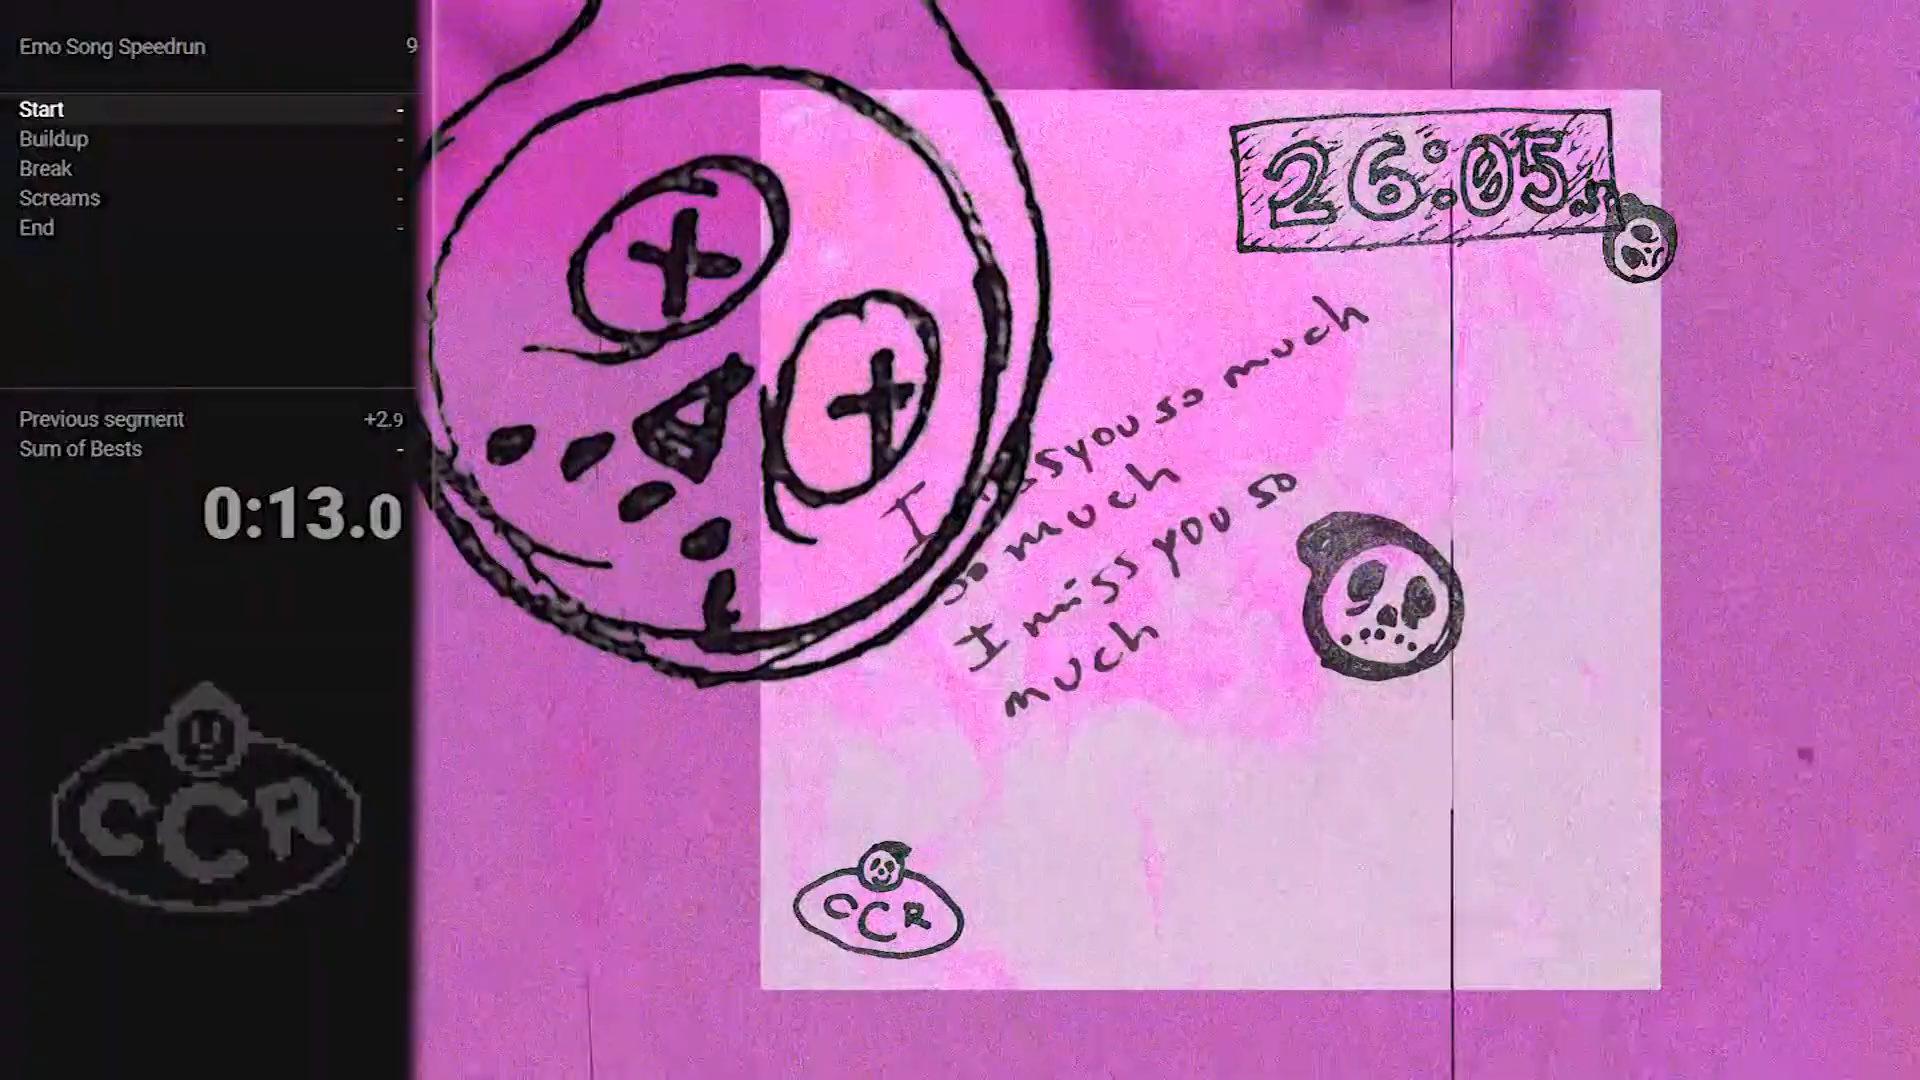 Emo Song Speedrun 9
Start -
Buildup -
Break -
Screams -
End -
Previous segment +2.9
Sum of Bests -
0:13.0
CCR
26:05.
I you so much
so much
I miss you so
much
CCR